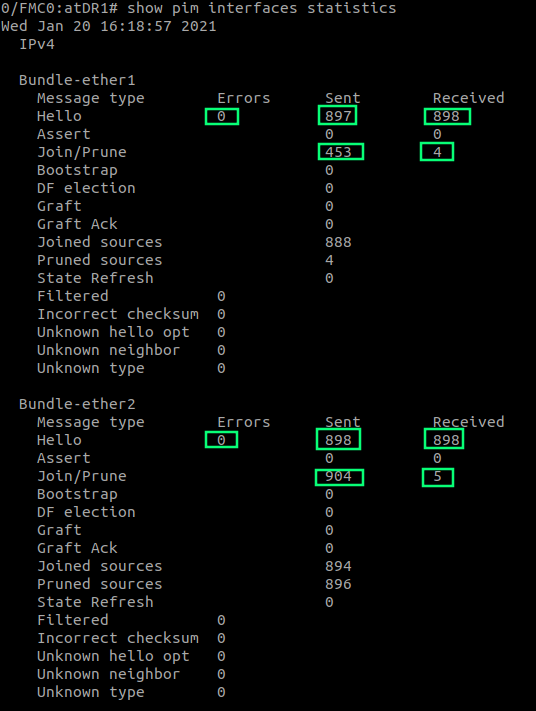 0/FMC0:atDR1# show pim interfaces statistics
Wed Jan 20 16:18:57 2021
IPv4
Bundle-ether1
Message type Errors Sent Received
Hello 0 897 898
Assert 0 0
Join/Prune 453 4
Bootstrap 0
DF election 0
Graft 0
Graft Ack 0
Joined sources 888
Pruned sources 4
State Refresh 0
Filtered 0
Incorrect checksum 0
Unknown hello opt 0
Unknown neighbor 0
Unknown type 0
Bundle-ether2
Message type Errors Sent Received
Hello 0 898 898
Assert 0 0
Join/Prune 904 5
Bootstrap 0
DF election 0
Graft 0
Graft Ack 0
Joined sources 894
Pruned sources 896
State Refresh 0
Filtered 0
Incorrect checksum 0
Unknown hello opt 0
Unknown neighbor 0
Unknown type 0